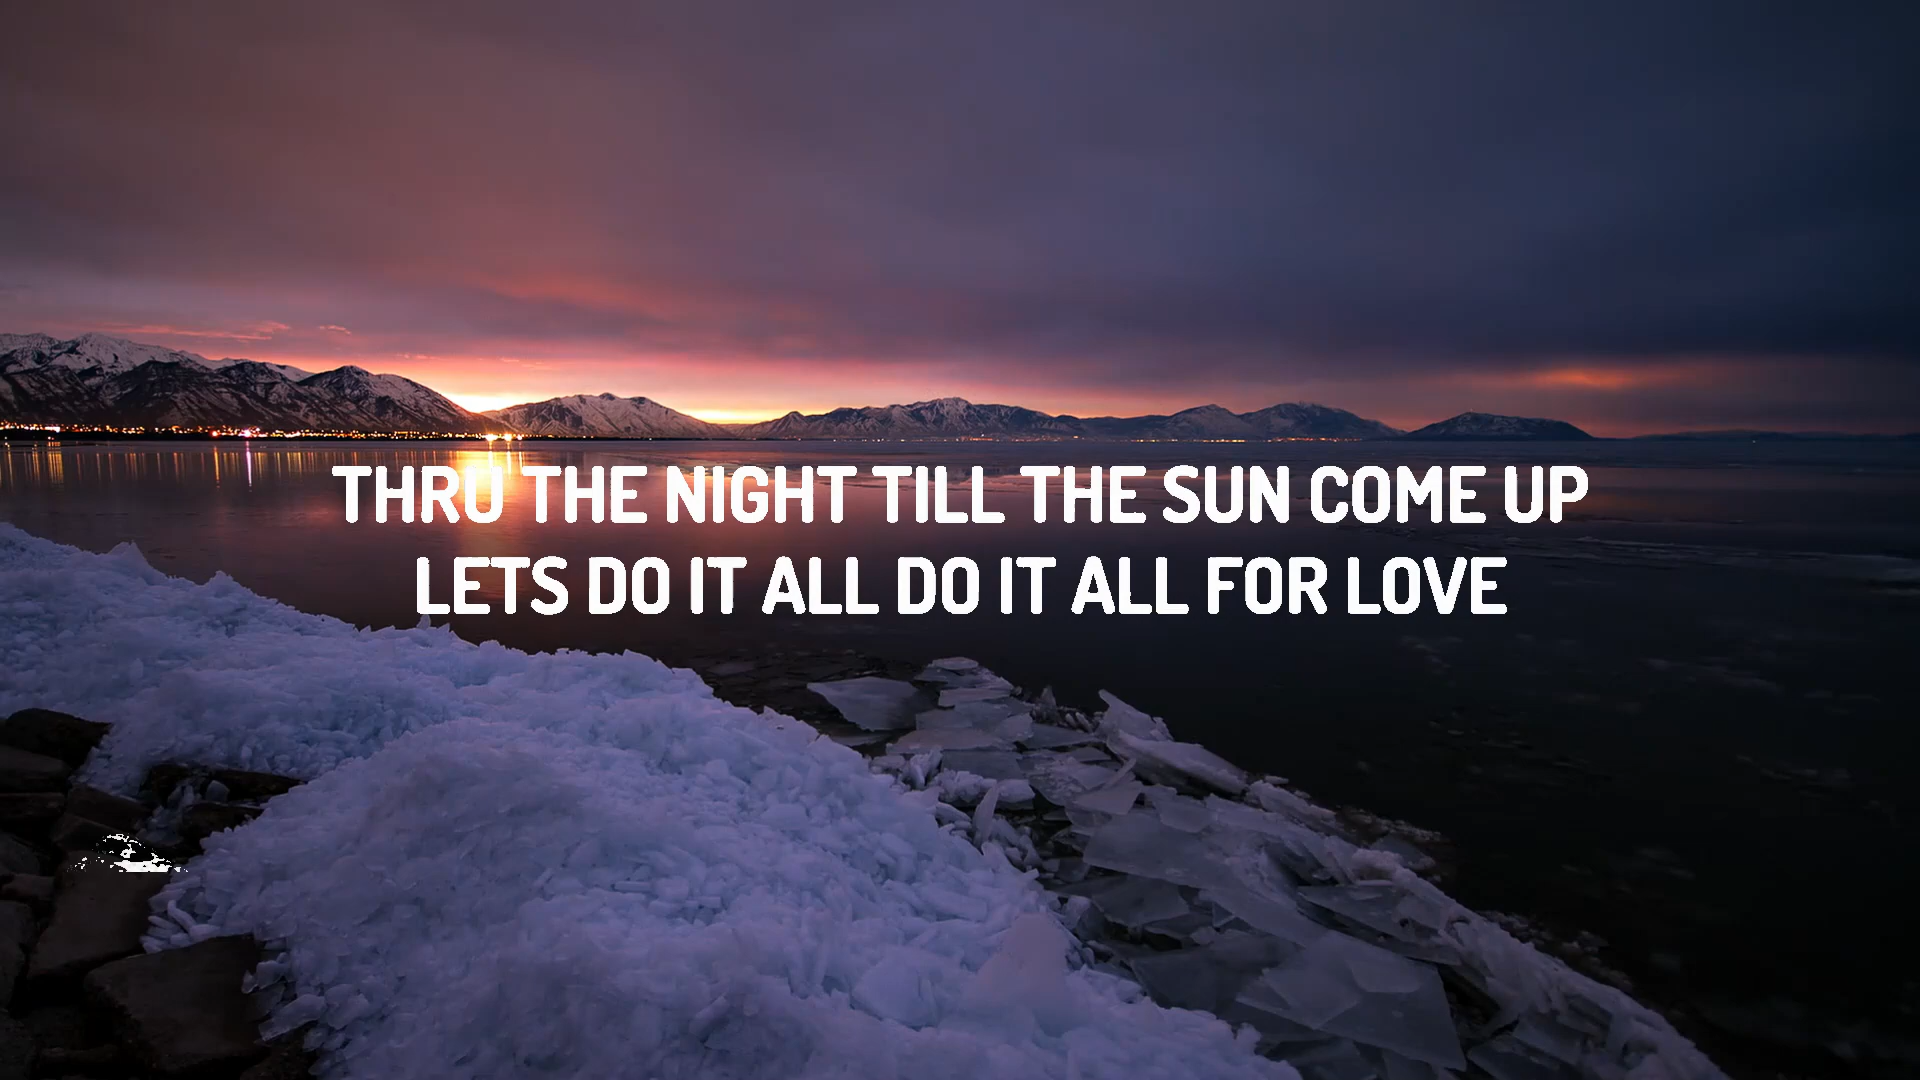 THRU THE NIGHT TILL THE SUN COME UP
LETS DO IT ALL DO IT ALL FOR LOVE